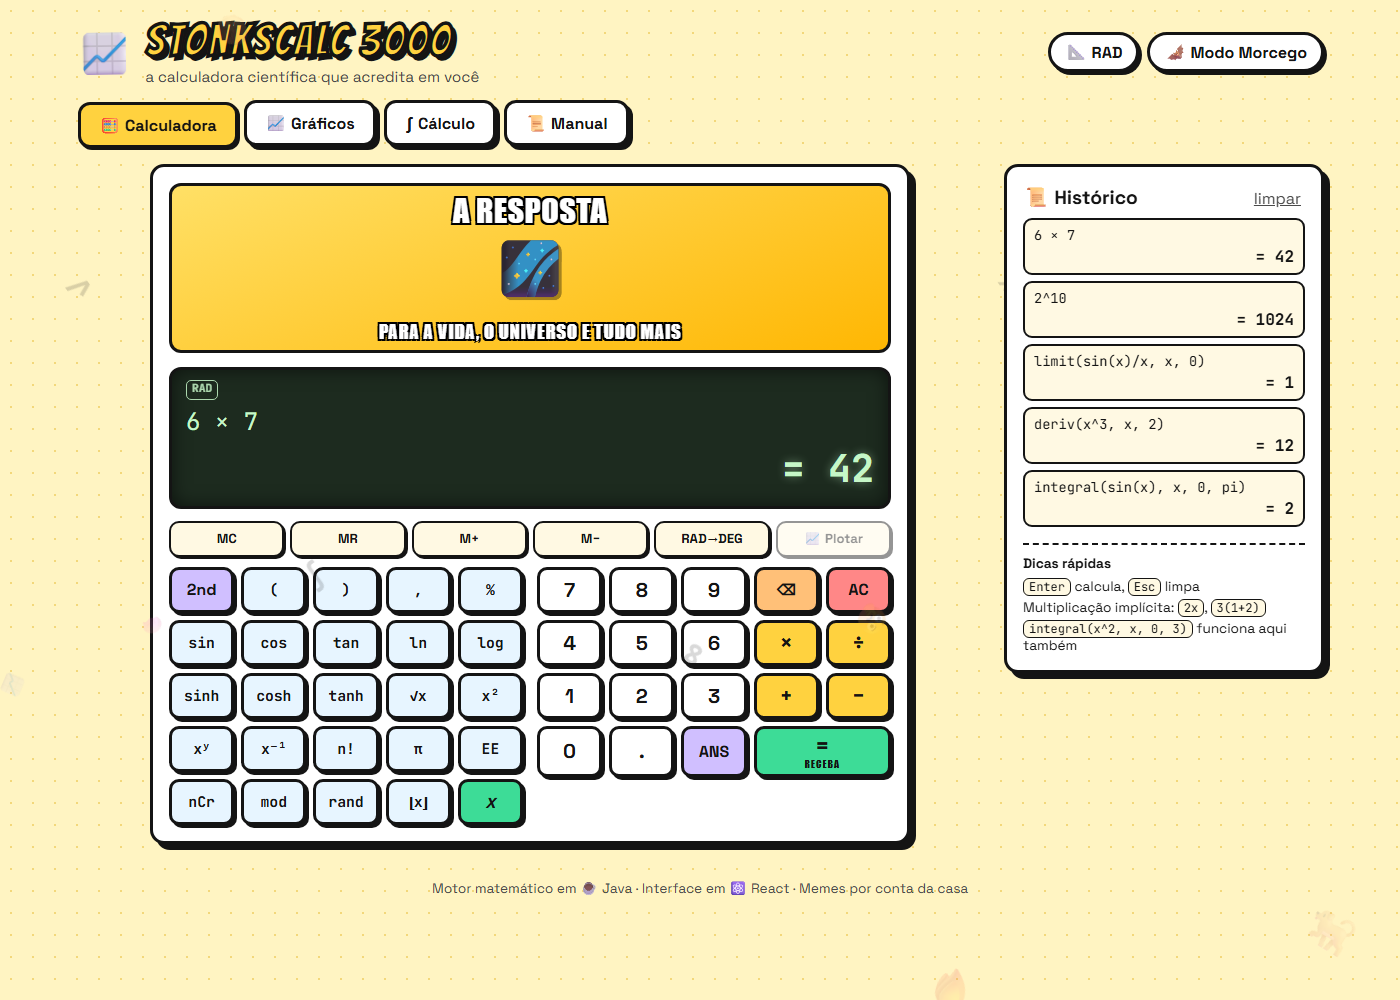 STONKSCALC 3000
a calculadora científica que acredita em você
RAD
Modo Morcego
Calculadora
Gráficos
∫ Cálculo
Manual
A RESPOSTA
PARA A VIDA, O UNIVERSO E TUDO MAIS
RAD
6 × 7
= 42
MC MR M+ M− RAD→DEG Plotar
2nd ( ) , % 7 8 9 ⌫ AC
sin cos tan ln log 4 5 6 × ÷
sinh cosh tanh √x x² 1 2 3 + −
xʸ x⁻¹ n! π EE 0 . ANS =
RECEBA
nCr mod rand ⌊x⌋ x
Histórico
limpar
6 × 7
= 42
2^10
= 1024
limit(sin(x)/x, x, 0)
= 1
deriv(x^3, x, 2)
= 12
integral(sin(x), x, 0, pi)
= 2
Dicas rápidas
Enter calcula, Esc limpa
Multiplicação implícita: 2x, 3(1+2)
integral(x^2, x, 0, 3) funciona aqui
também
Motor matemático em Java · Interface em React · Memes por conta da casa